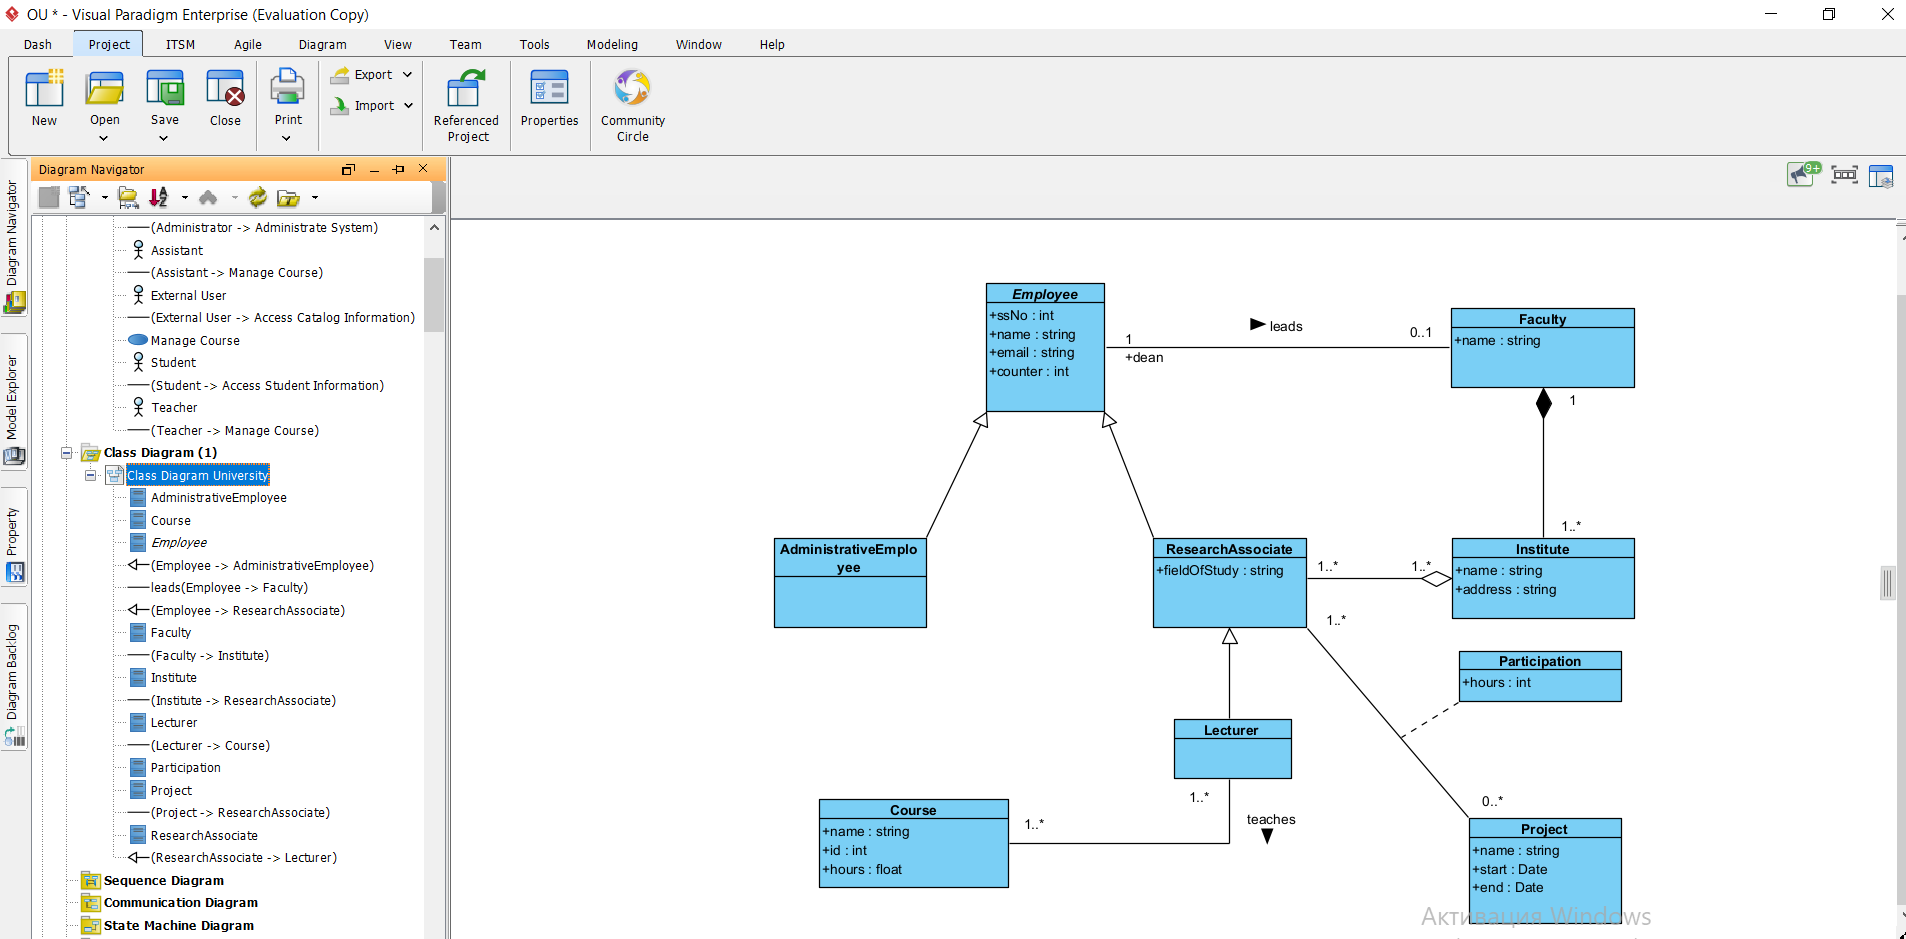 OU * - Visual Paradigm Enterprise (Evaluation Copy)
Dash Project ITSM Agile Diagram View Team Tools Modeling Window Help
New Open Save Close Print
Export
Import
Referenced Project
Properties
Community Circle
Diagram Navigator
9+
Diagram Navigator
Model Explorer
Property
Diagram Backlog
(Administrator -> Administrate System)
Assistant
(Assistant -> Manage Course)
External User
(External User -> Access Catalog Information)
Manage Course
Student
(Student -> Access Student Information)
Teacher
(Teacher -> Manage Course)
Class Diagram (1)
Class Diagram University
AdministrativeEmployee
Course
Employee
(Employee -> AdministrativeEmployee)
leads(Employee -> Faculty)
(Employee -> ResearchAssociate)
Faculty
(Faculty -> Institute)
Institute
(Institute -> ResearchAssociate)
Lecturer
(Lecturer -> Course)
Participation
Project
(Project -> ResearchAssociate)
ResearchAssociate
(ResearchAssociate -> Lecturer)
Sequence Diagram
Communication Diagram
State Machine Diagram
Employee
+ssNo : int
+name : string
+email : string
+counter : int
1
+dean
leads
0..1
Faculty
+name : string
1
1..*
AdministrativeEmplo
yee
ResearchAssociate
+fieldOfStudy : string
1..*
1..*
Institute
+name : string
+address : string
1..*
Participation
+hours : int
Lecturer
1..*
teaches
Course
+name : string
+id : int
+hours : float
1..*
0..*
Project
+name : string
+start : Date
+end : Date
Активация Windows